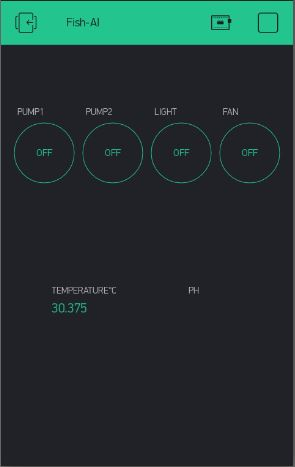 Fish-AI
PUMP1 PUMP2 LIGHT FAN
OFF OFF OFF OFF
TEMPERATURE°C PH
30.375